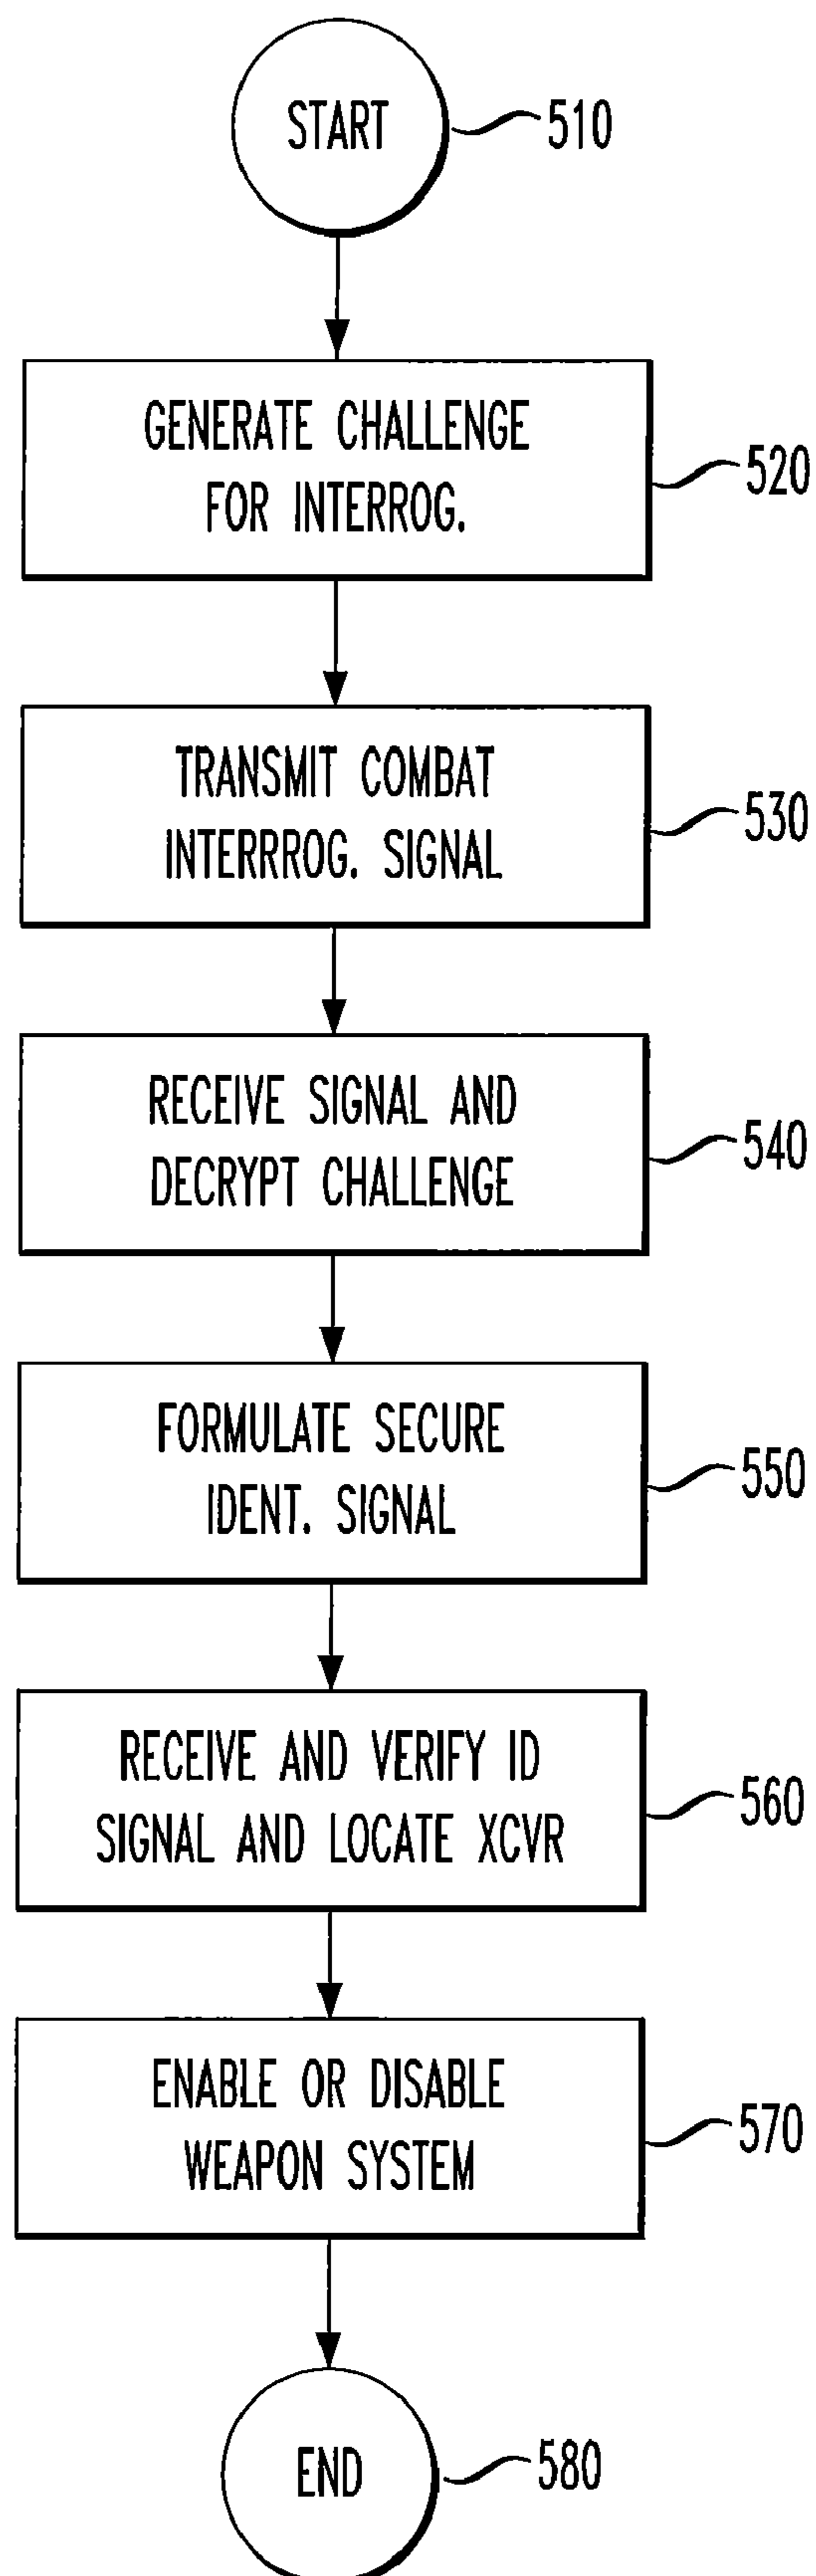 START
510
GENERATE CHALLENGE
FOR INTERROG.
520
TRANSMIT COMBAT
INTERRROG. SIGNAL
530
RECEIVE SIGNAL AND
DECRYPT CHALLENGE
540
FORMULATE SECURE
IDENT. SIGNAL
550
RECEIVE AND VERIFY ID
SIGNAL AND LOCATE XCVR
560
ENABLE OR DISABLE
WEAPON SYSTEM
570
END
580